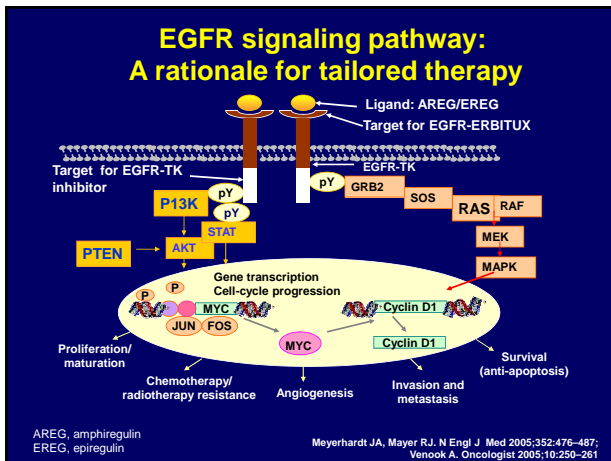 EGFR signaling pathway:
A rationale for tailored therapy
Ligand: AREG/EREG
Target for EGFR-ERBITUX
EGFR-TK
Target for EGFR-TK
inhibitor
pY
pY
pY
GRB2
SOS
RAS
RAF
MEK
MAPK
P13K
STAT
PTEN
AKT
Gene transcription
Cell-cycle progression
P
P
MYC
JUN
FOS
MYC
Cyclin D1
Cyclin D1
Proliferation/
maturation
Chemotherapy/
radiotherapy resistance
Angiogenesis
Invasion and
metastasis
Survival
(anti-apoptosis)
AREG, amphiregulin
EREG, epiregulin
Meyerhardt JA, Mayer RJ. N Engl J Med 2005;352:476–487;
Venook A. Oncologist 2005;10:250–261